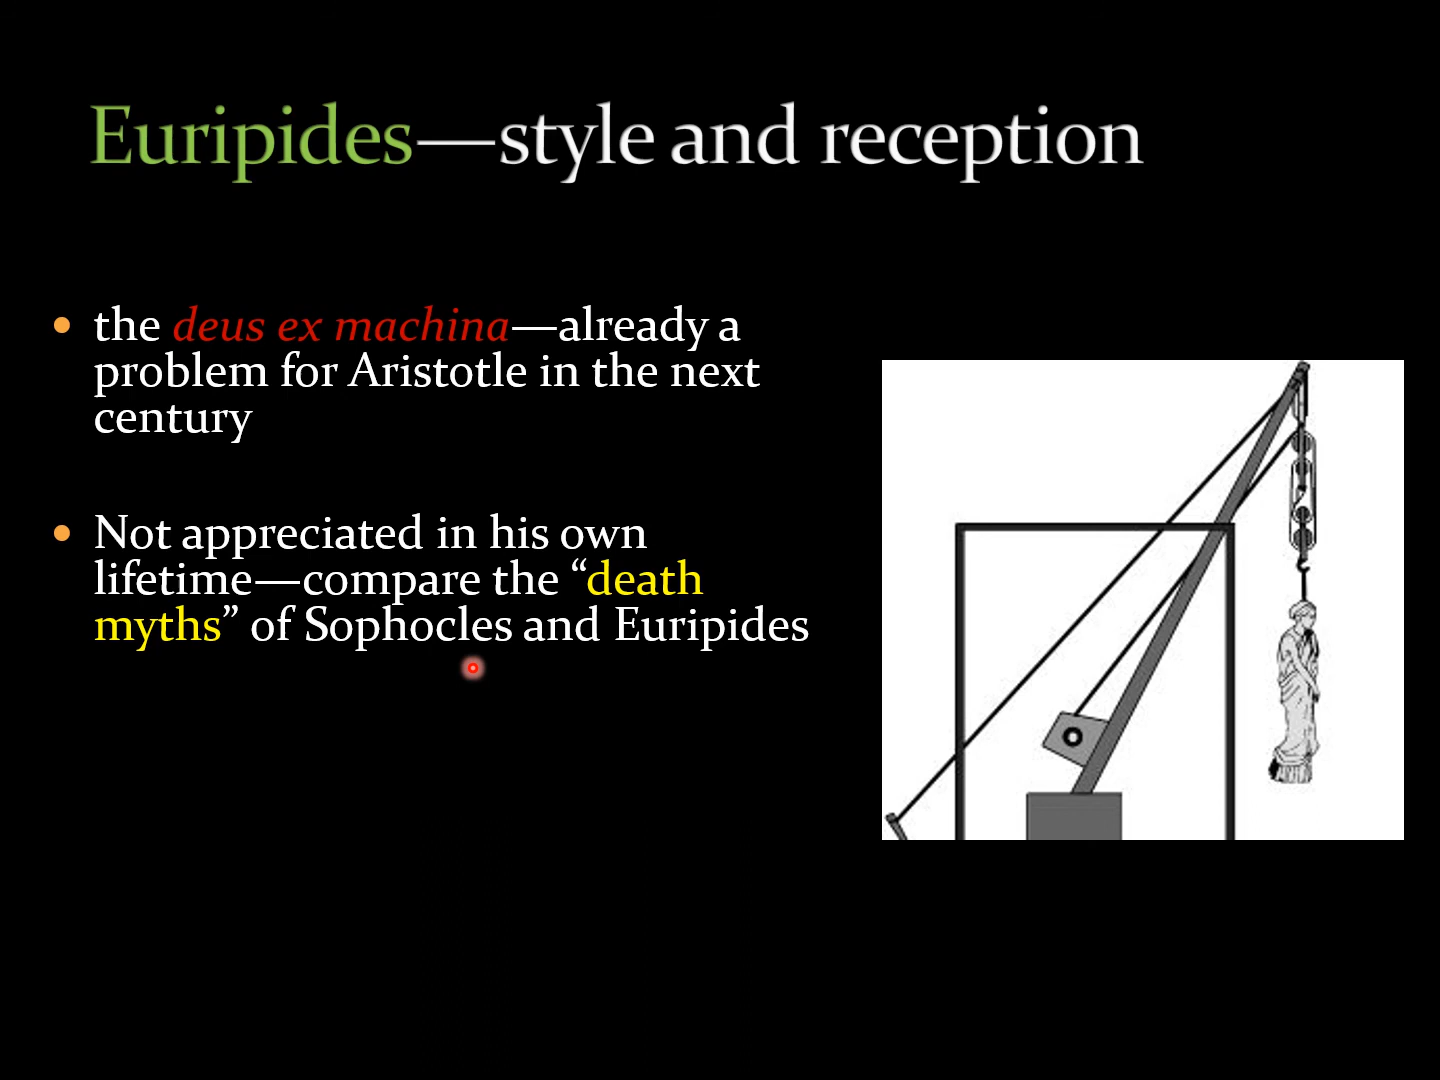 Euripides—style and reception
• the deus ex machina—already a
problem for Aristotle in the next
century
• Not appreciated in his own
lifetime—compare the “death
myths” of Sophocles and Euripides